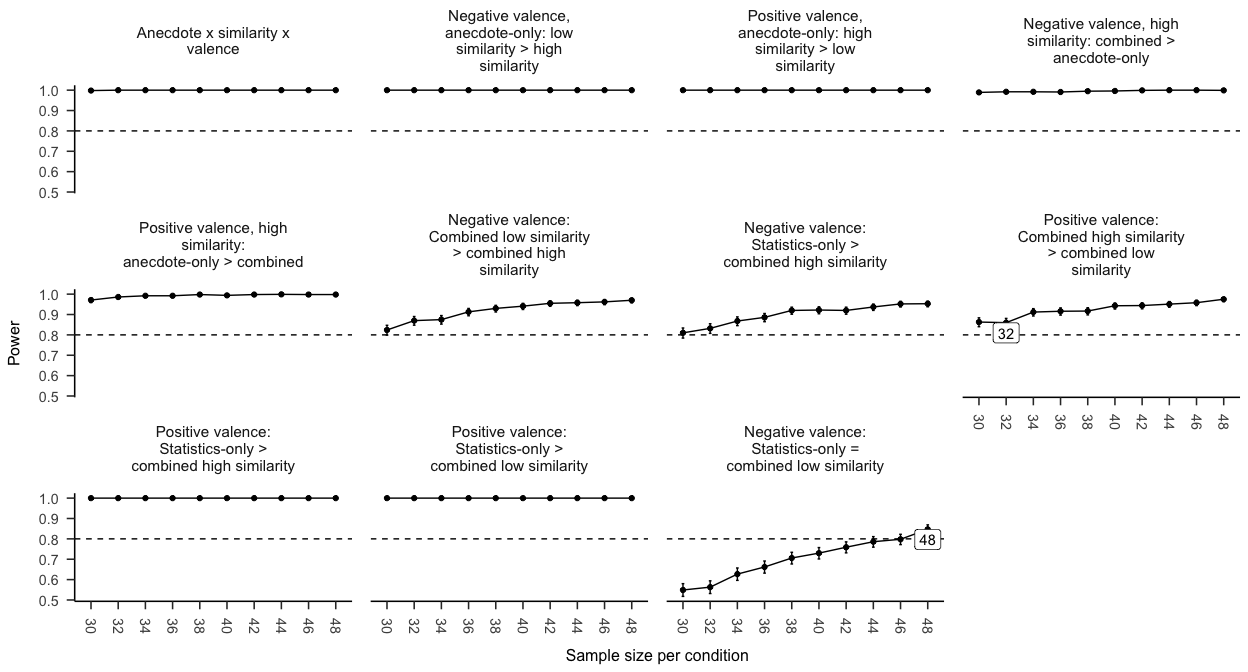 Anecdote x similarity x
valence
Negative valence,
anecdote-only: low
similarity > high
similarity
Positive valence,
anecdote-only: high
similarity > low
similarity
Negative valence, high
similarity: combined >
anecdote-only
1.0
0.9
0.8
0.7
0.6
0.5
Positive valence, high
similarity:
anecdote-only > combined
Negative valence:
Combined low similarity
> combined high
similarity
Negative valence:
Statistics-only >
combined high similarity
Positive valence:
Combined high similarity
> combined low
similarity
1.0
0.9
0.8
0.7
0.6
0.5
32
30 32 34 36 38 40 42 44 46 48
Power
Positive valence:
Statistics-only >
combined high similarity
Positive valence:
Statistics-only >
combined low similarity
Negative valence:
Statistics-only =
combined low similarity
1.0
0.9
0.8
0.7
0.6
0.5
48
30 32 34 36 38 40 42 44 46 48
30 32 34 36 38 40 42 44 46 48
30 32 34 36 38 40 42 44 46 48
Sample size per condition